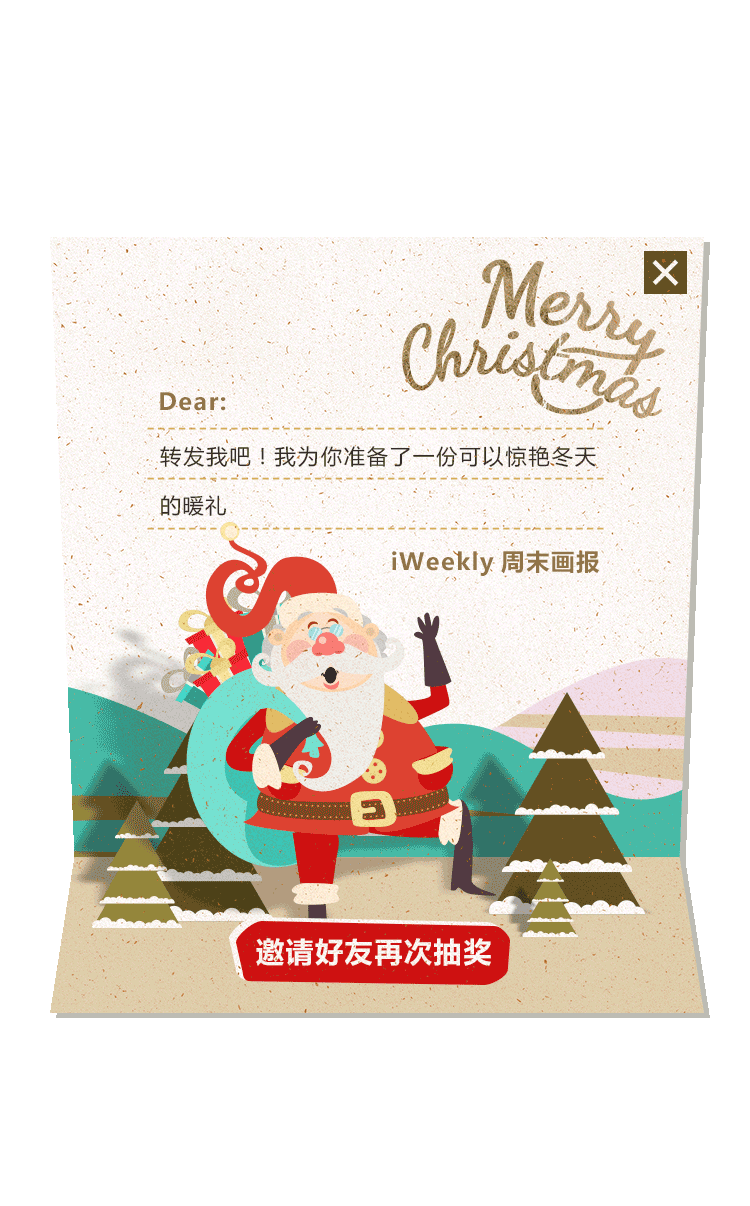 Merry
Christmas
Dear:
转发我吧！我为你准备了一份可以惊艳冬天
的暖礼
iWeekly 周末画报
邀请好友再次抽奖